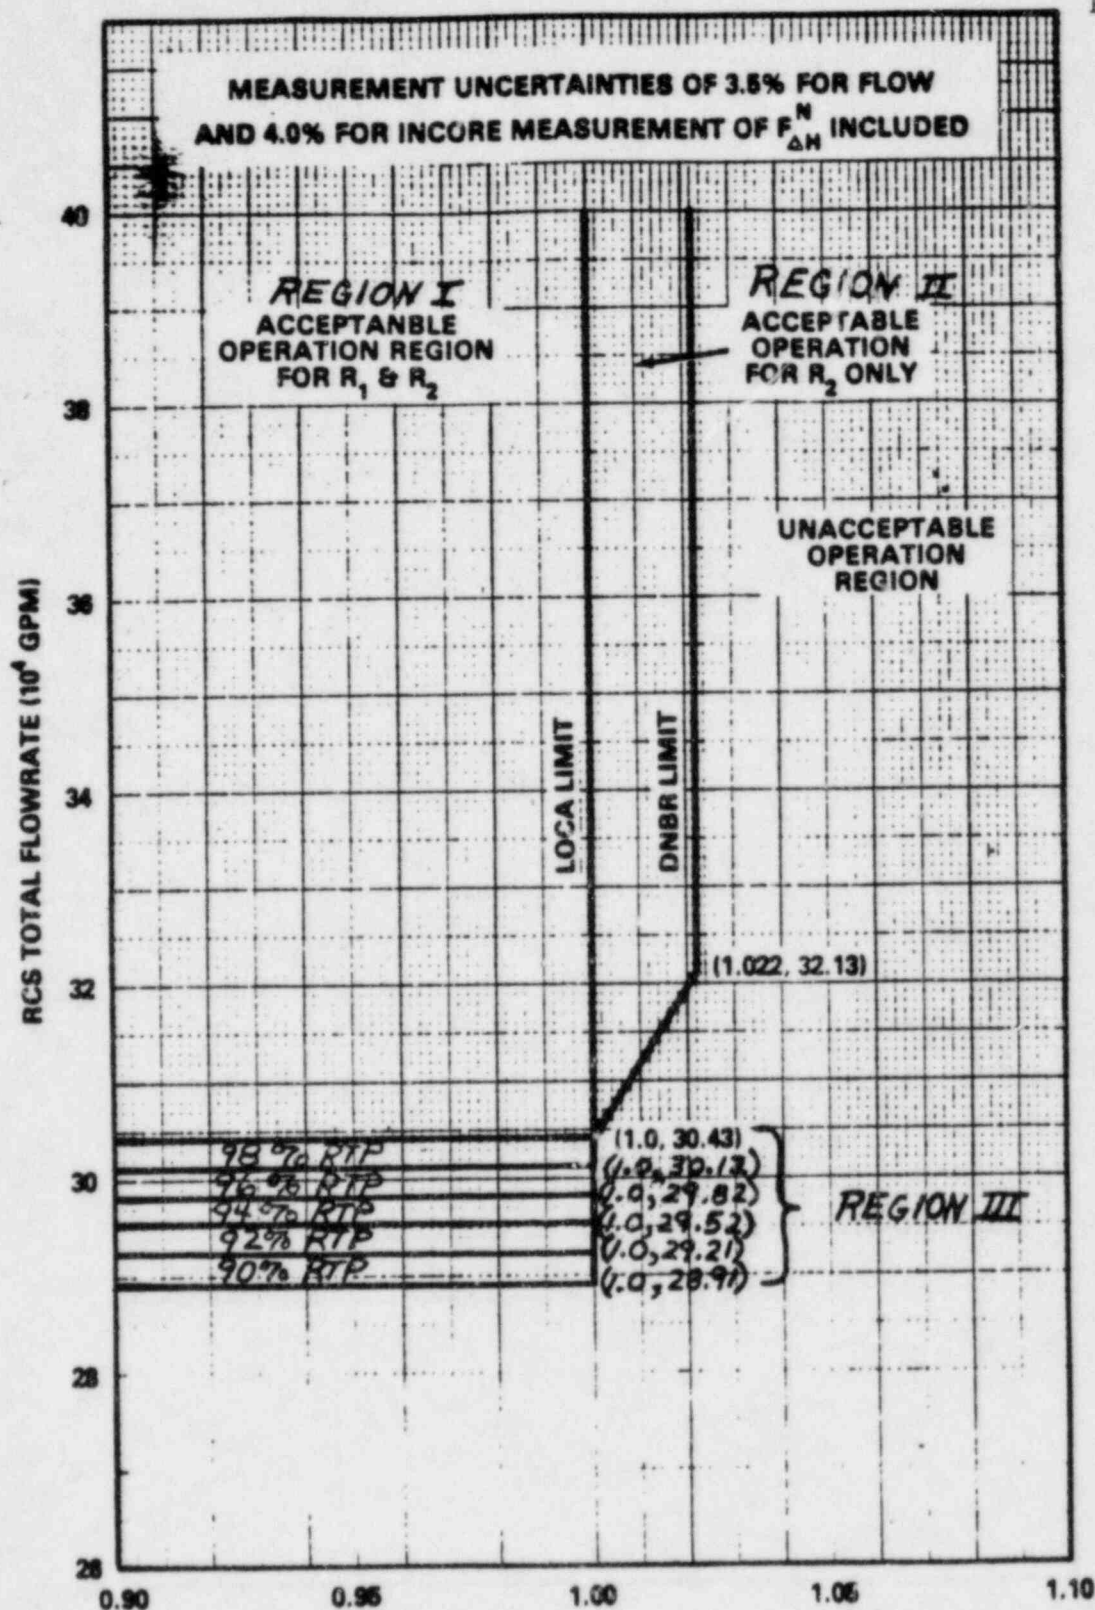 MEASUREMENT UNCERTAINTIES OF 3.5% FOR FLOW
AND 4.0% FOR INCORE MEASUREMENT OF F^N_ΔH INCLUDED
REGION I
ACCEPTANBLE
OPERATION REGION
FOR R₁ & R₂
REGION II
ACCEPTABLE
OPERATION
FOR R₂ ONLY
UNACCEPTABLE
OPERATION
REGION
RCS TOTAL FLOWRATE (10⁴ GPM)
LOCA LIMIT
DNBR LIMIT
40
38
36
34
32
30
28
26
(1.022, 32.13)
(1.0, 30.43)
98% RTP
(1.0, 30.13)
96% RTP
(1.0, 29.82)
94% RTP
(1.0, 29.52)
92% RTP
(1.0, 29.21)
90% RTP
(1.0, 28.91)
REGION III
0.90
0.95
1.00
1.05
1.10